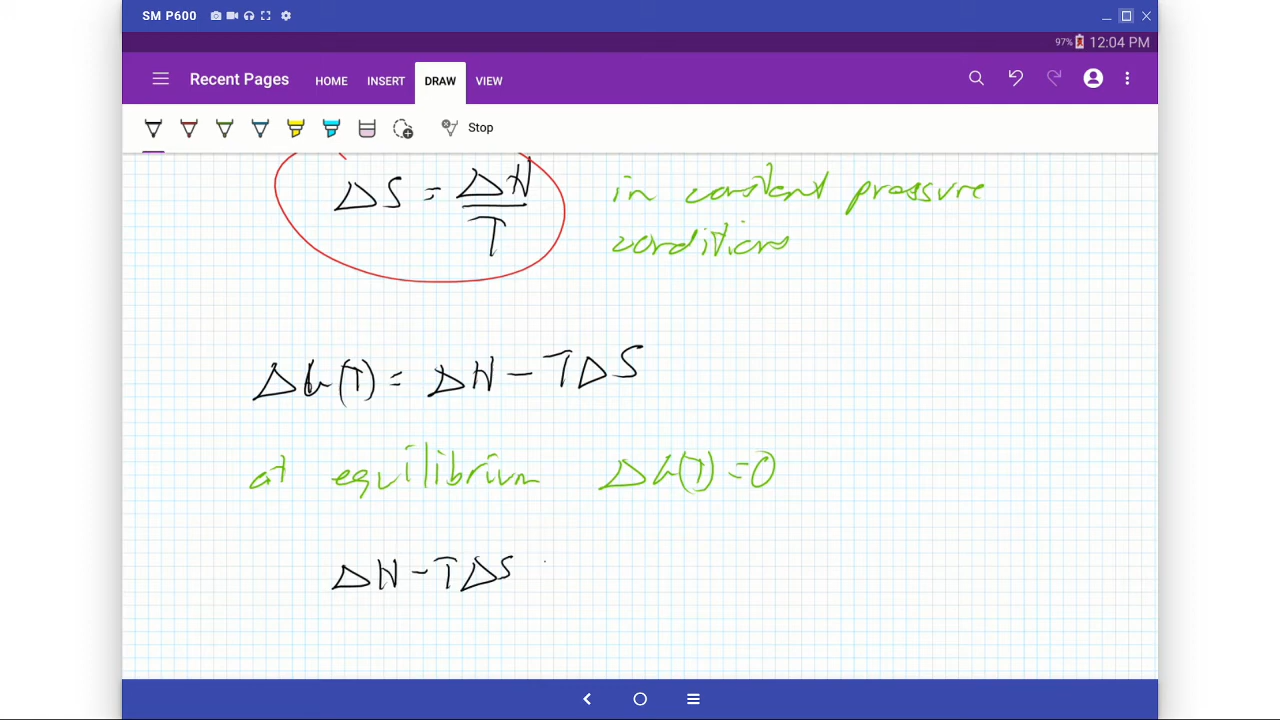 SM P600
97% 12:04 PM
Recent Pages HOME INSERT DRAW VIEW
Stop
ΔS = ΔH/T in constant pressure
conditions
ΔG(T) = ΔH - TΔS
at equilibrium ΔG(T) = 0
ΔH - TΔS